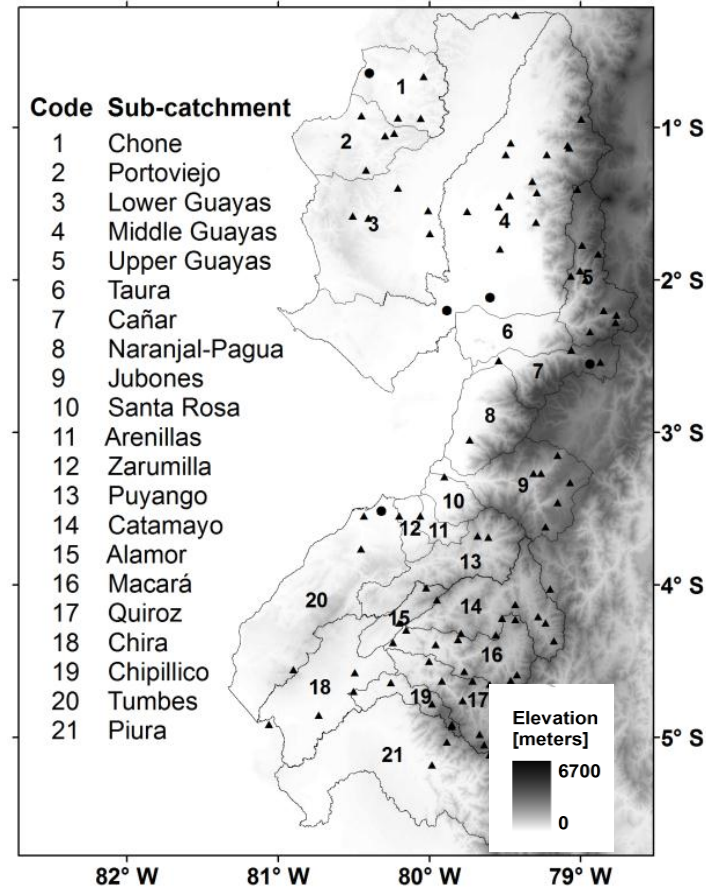 Code Sub-catchment
1 Chone
2 Portoviejo
3 Lower Guayas
4 Middle Guayas
5 Upper Guayas
6 Taura
7 Cañar
8 Naranjal-Pagua
9 Jubones
10 Santa Rosa
11 Arenillas
12 Zarumilla
13 Puyango
14 Catamayo
15 Alamor
16 Macará
17 Quiroz
18 Chira
19 Chipillico
20 Tumbes
21 Piura
1
2
3
4
5
6
7
8
9
10
12 11
13
20
14
15
16
18
19 17
21
1° S
2° S
3° S
4° S
5° S
Elevation
[meters]
6700
0
82° W 81° W 80° W 79° W